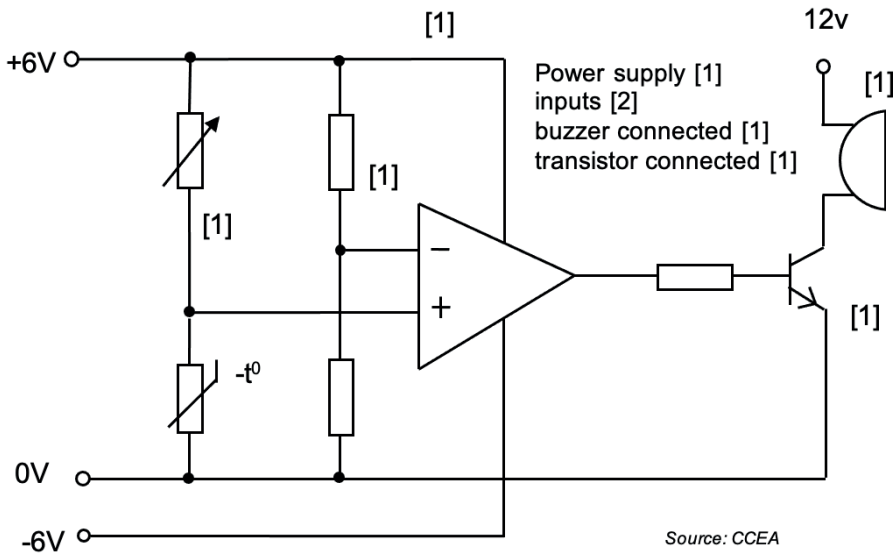 [1]
12v
+6V
Power supply [1]
inputs [2]
buzzer connected [1]
transistor connected [1]
[1]
[1]
[1]
−
+
[1]
-t⁰
0V
-6V
Source: CCEA